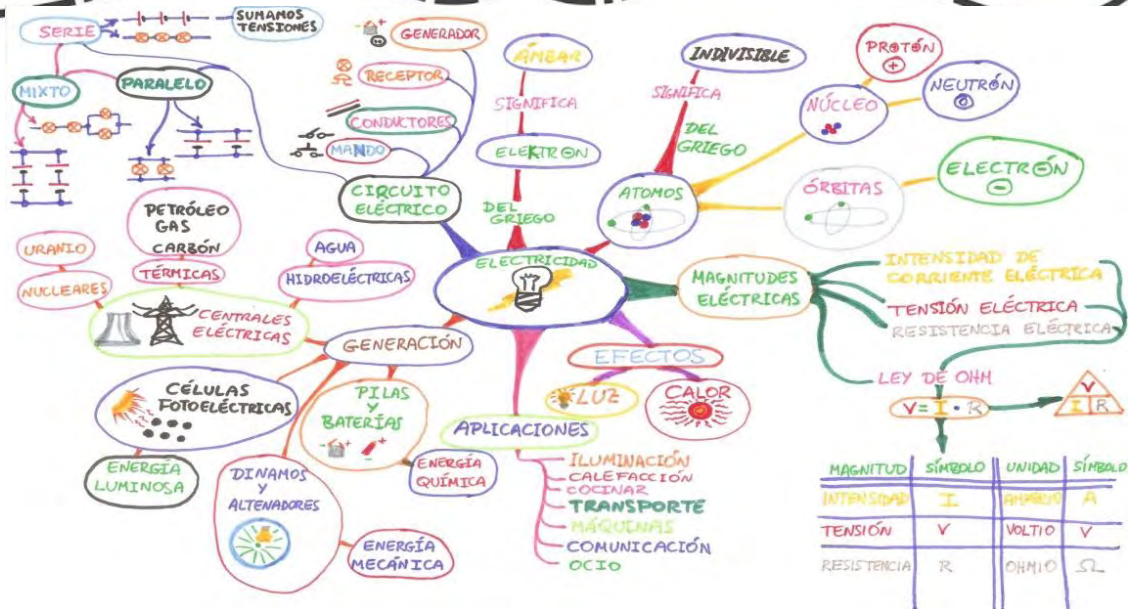 SERIE
SUMAMOS
TENSIONES
MIXTO
PARALELO
GENERADOR
RECEPTOR
CONDUCTORES
MANDO
CIRCUITO
ELÉCTRICO
ÁMBAR
SIGNIFICA
ELEKTRON
DEL
GRIEGO
INDIVISIBLE
SIGNIFICA
DEL
GRIEGO
ATOMOS
NÚCLEO
PROTÓN
+
NEUTRÓN
0
ÓRBITAS
ELECTRÓN
-
ELECTRICIDAD
MAGNITUDES
ELÉCTRICAS
INTENSIDAD DE
CORRIENTE ELÉCTRICA
TENSIÓN ELÉCTRICA
RESISTENCIA ELÉCTRICA
LEY DE OHM
V = I · R
V
I R
MAGNITUD SÍMBOLO UNIDAD SÍMBOLO
INTENSIDAD I AMPERIO A
TENSIÓN V VOLTIO V
RESISTENCIA R OHMIO Ω
EFECTOS
LUZ
CALOR
APLICACIONES
ILUMINACIÓN
CALEFACCIÓN
COCINAR
TRANSPORTE
MÁQUINAS
COMUNICACIÓN
OCIO
GENERACIÓN
PETRÓLEO
GAS
CARBÓN
TÉRMICAS
URANIO
NUCLEARES
AGUA
HIDROELÉCTRICAS
CENTRALES
ELÉCTRICAS
CÉLULAS
FOTOELÉCTRICAS
ENERGÍA
LUMINOSA
PILAS
Y
BATERÍAS
- +
- +
ENERGÍA
QUÍMICA
DINAMOS
Y
ALTENADORES
ENERGÍA
MECÁNICA